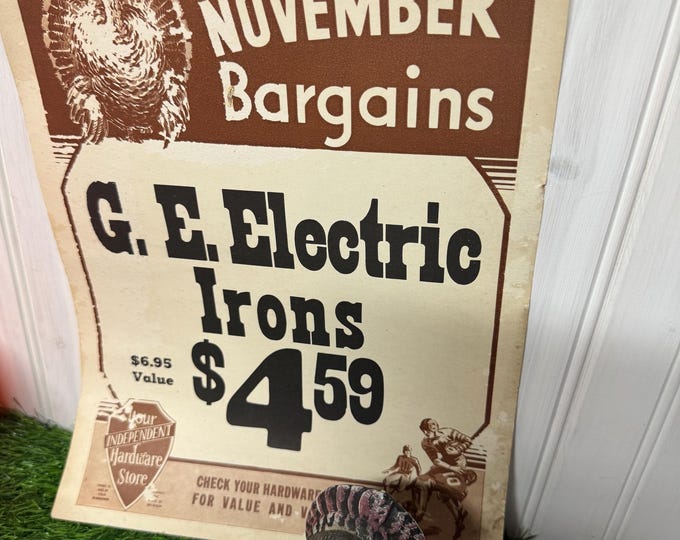 NOVEMBER
Bargains
G. E. Electric
Irons
$6.95
Value
$4.59
Your
INDEPENDENT
Hardware
Store
CHECK YOUR HARDWARE
FOR VALUE AND